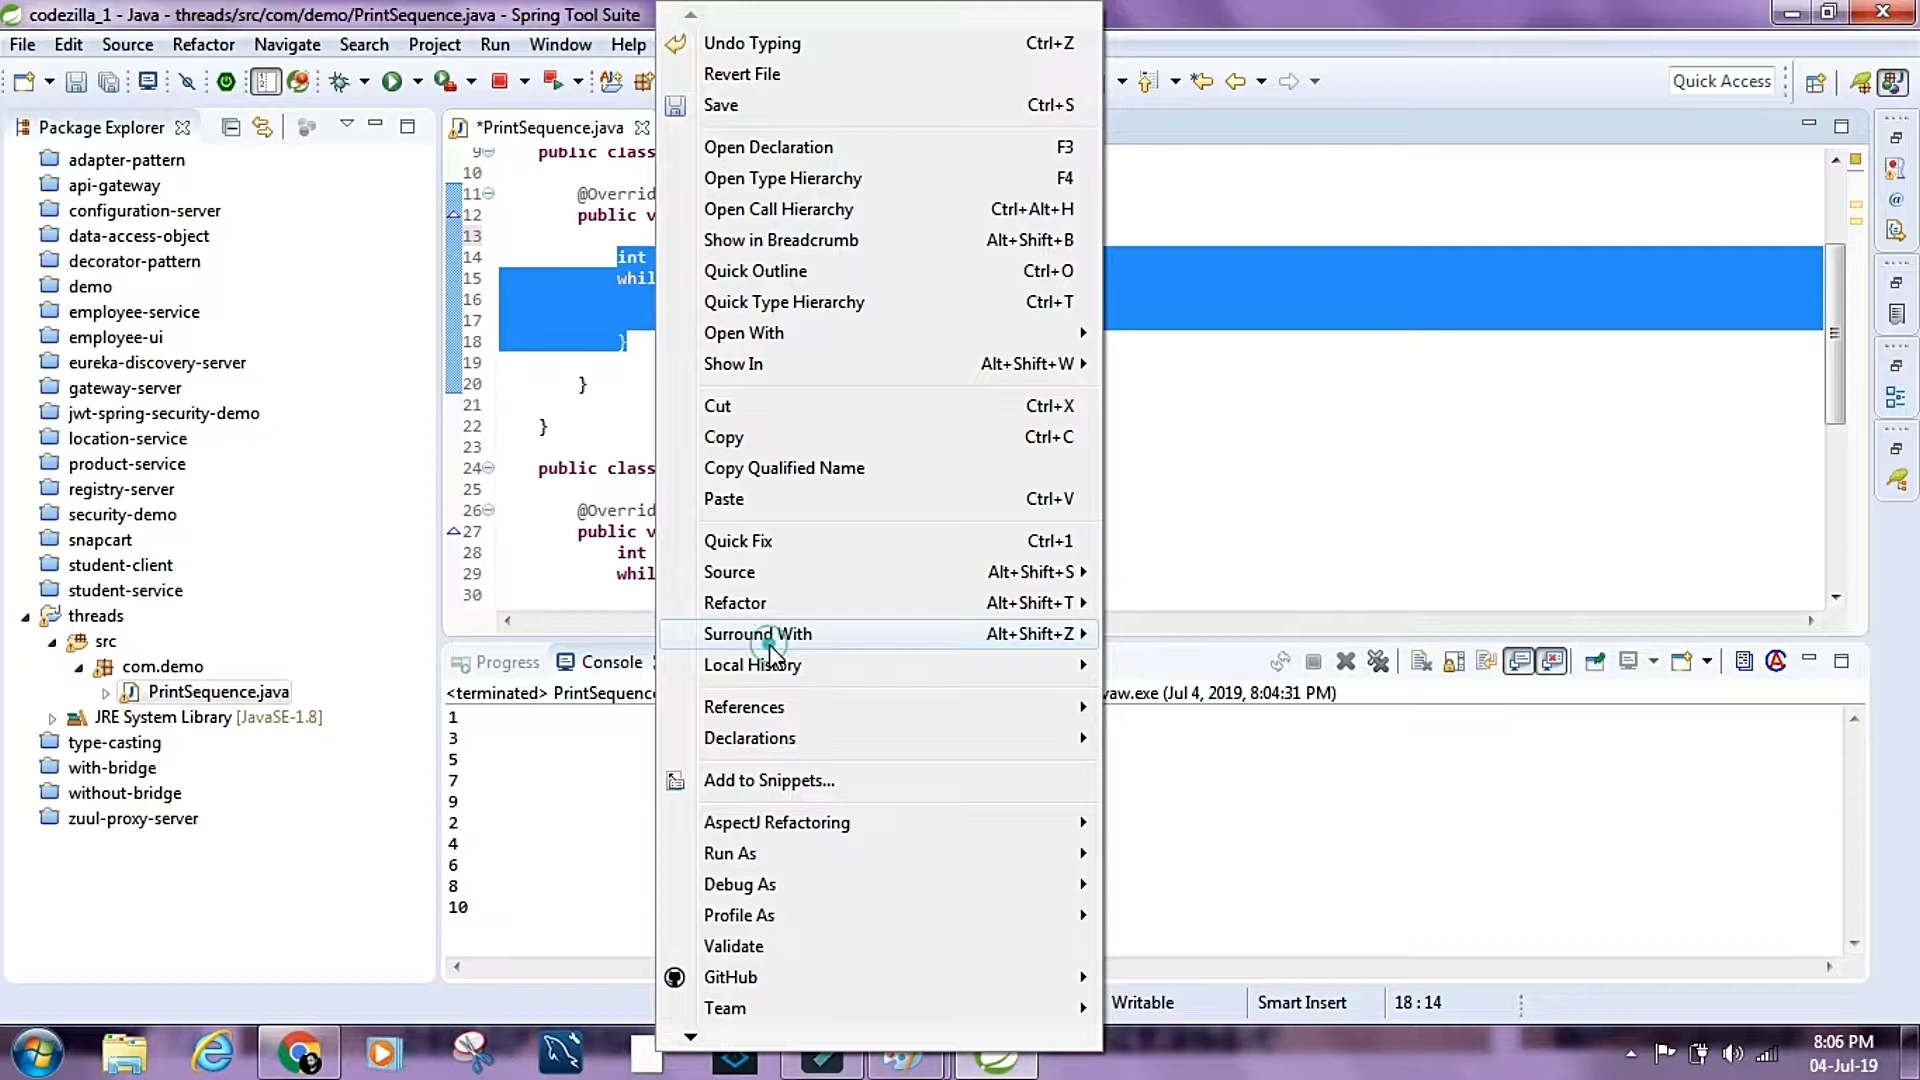 codezilla_1 - Java - threads/src/com/demo/PrintSequence.java - Spring Tool Suite
File Edit Source Refactor Navigate Search Project Run Window Help
Quick Access
Package Explorer
adapter-pattern
api-gateway
configuration-server
data-access-object
decorator-pattern
demo
employee-service
employee-ui
eureka-discovery-server
gateway-server
jwt-spring-security-demo
location-service
product-service
registry-server
security-demo
snapcart
student-client
student-service
threads
src
com.demo
PrintSequence.java
JRE System Library [JavaSE-1.8]
type-casting
with-bridge
without-bridge
zuul-proxy-server
*PrintSequence.java
9 public class
10
11 @Overrid
12 public v
13
14 int
15 whil
16
17
18 }
19
20 }
21
22 }
23
24 public class
25
26 @Overrid
27 public v
28 int
29 whil
30
Undo Typing Ctrl+Z
Revert File
Save Ctrl+S
Open Declaration F3
Open Type Hierarchy F4
Open Call Hierarchy Ctrl+Alt+H
Show in Breadcrumb Alt+Shift+B
Quick Outline Ctrl+O
Quick Type Hierarchy Ctrl+T
Open With
Show In Alt+Shift+W
Cut Ctrl+X
Copy Ctrl+C
Copy Qualified Name
Paste Ctrl+V
Quick Fix Ctrl+1
Source Alt+Shift+S
Refactor Alt+Shift+T
Surround With Alt+Shift+Z
Local History
References
Declarations
Add to Snippets...
AspectJ Refactoring
Run As
Debug As
Profile As
Validate
GitHub
Team
Progress Console
<terminated> PrintSequence
vaw.exe (Jul 4, 2019, 8:04:31 PM)
1
3
5
7
9
2
4
6
8
10
Writable Smart Insert 18 : 14
8:06 PM
04-Jul-19